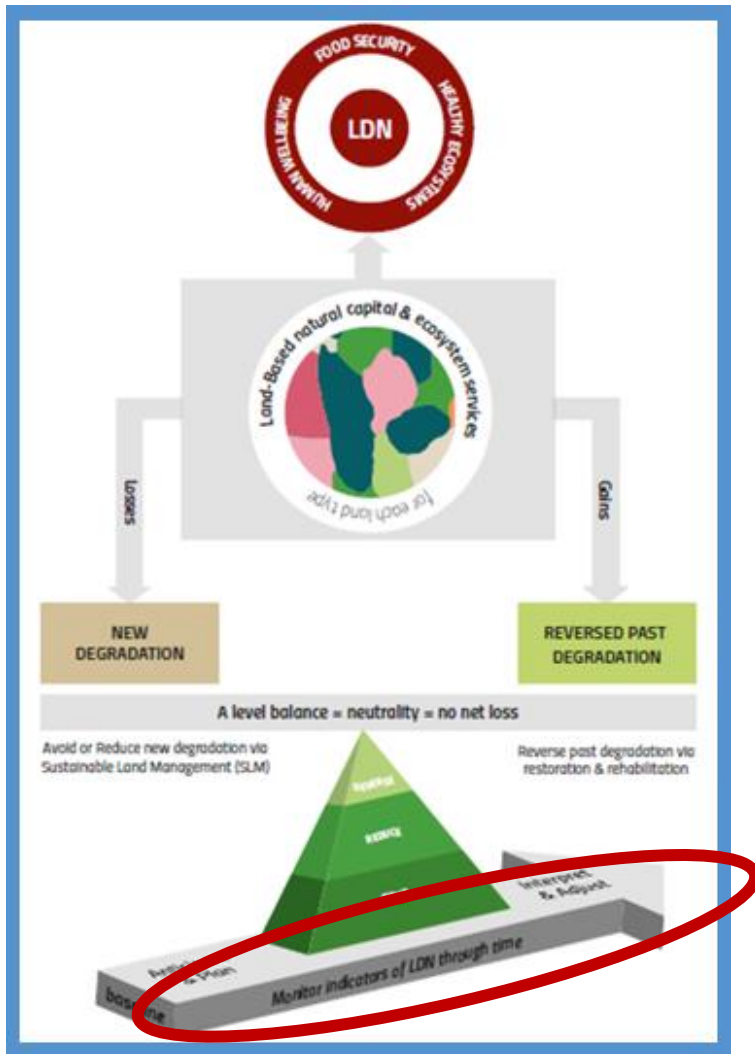 FOOD SECURITY
HUMAN WELLBEING
HEALTHY ECOSYSTEMS
LDN
Land-Based natural capital & ecosystem services
for each land type
Losses
Gains
NEW
DEGRADATION
REVERSED PAST
DEGRADATION
A level balance = neutrality = no net loss
Avoid or Reduce new degradation via
Sustainable Land Management (SLM)
Reverse past degradation via
restoration & rehabilitation
REDUCE
Interpret
& Adjust
& Plan
Monitor indicators of LDN through time
baseline